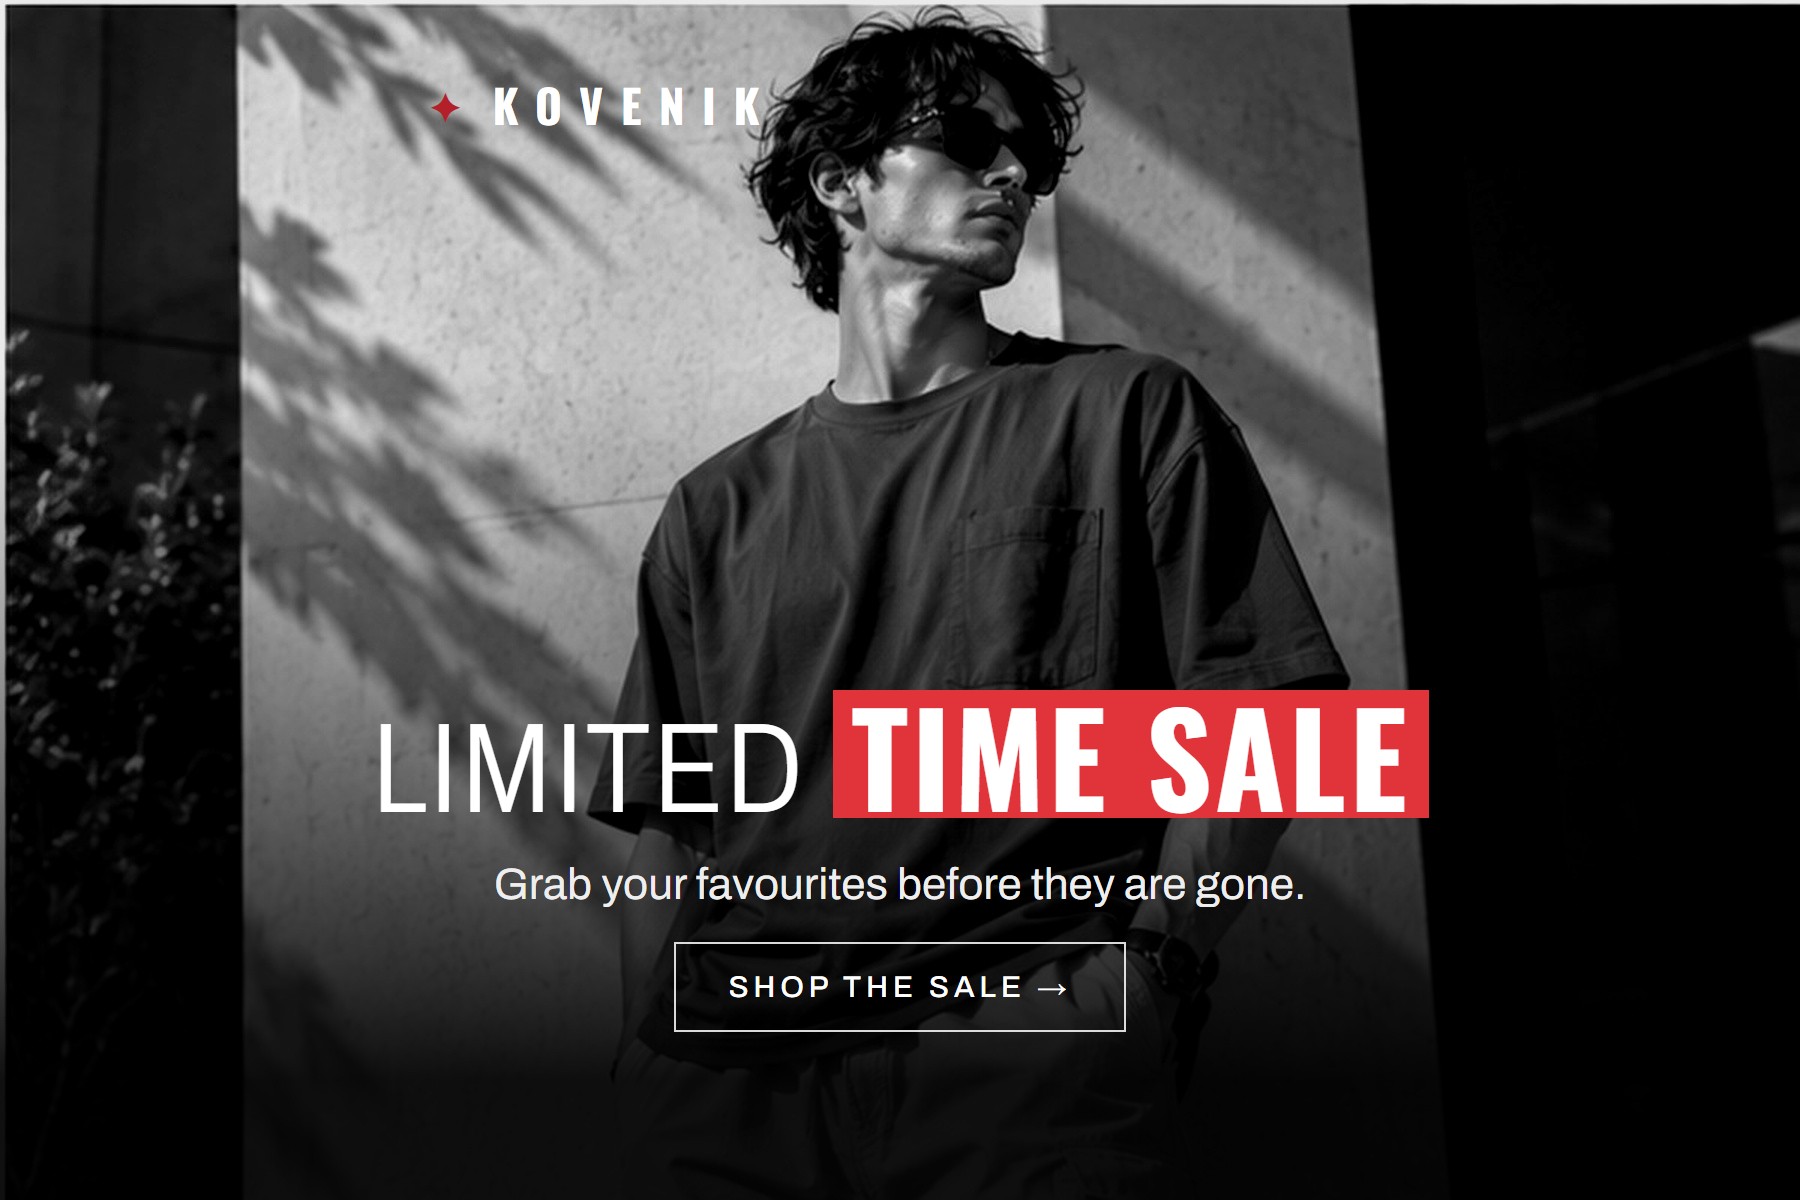 KOVENIK
LIMITED TIME SALE
Grab your favourites before they are gone.
SHOP THE SALE →